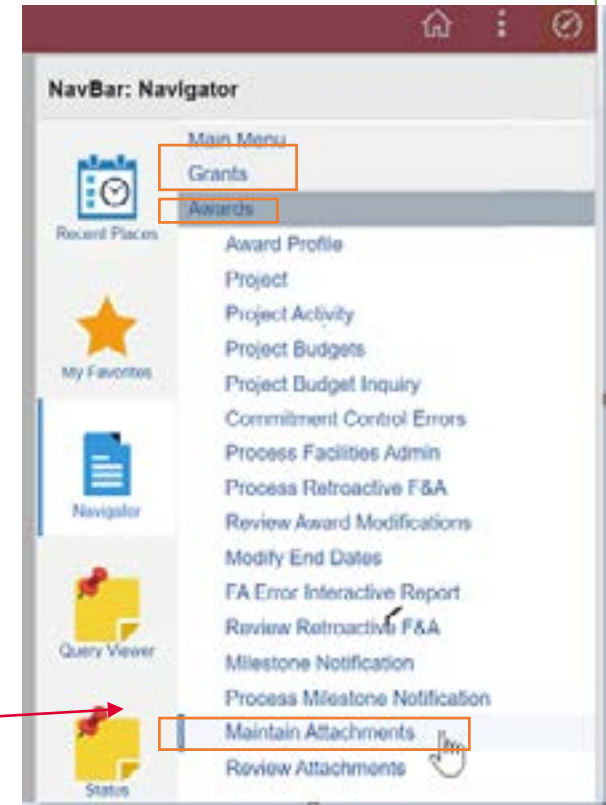 NavBar: Navigator
Main Menu
Grants
Awards
Recent Places
Award Profile
Project
Project Activity
Project Budgets
My Favorites
Project Budget Inquiry
Commitment Control Errors
Process Facilities Admin
Process Retroactive F&A
Navigator
Review Award Modifications
Modify End Dates
FA Error Interactive Report
Review Retroactive F&A
Query Viewer
Milestone Notification
Process Milestone Notification
Maintain Attachments
Review Attachments
Status